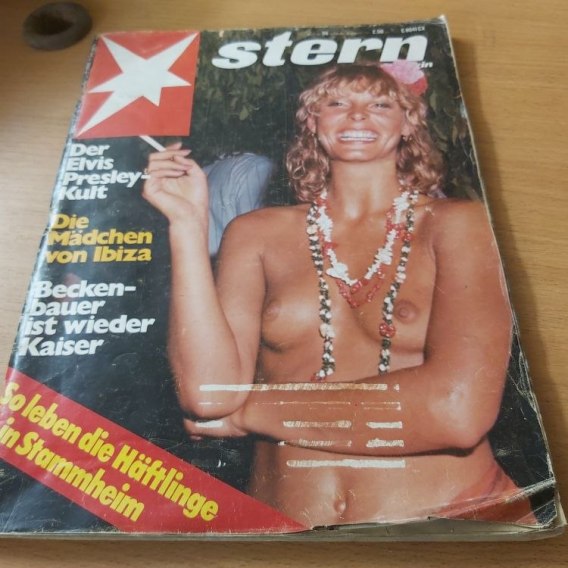 stern
Der
Elvis
Presley-
Kult
Die
Mädchen
von Ibiza
Becken-
bauer
ist wieder
Kaiser
So leben die Häftlinge
in Stammheim